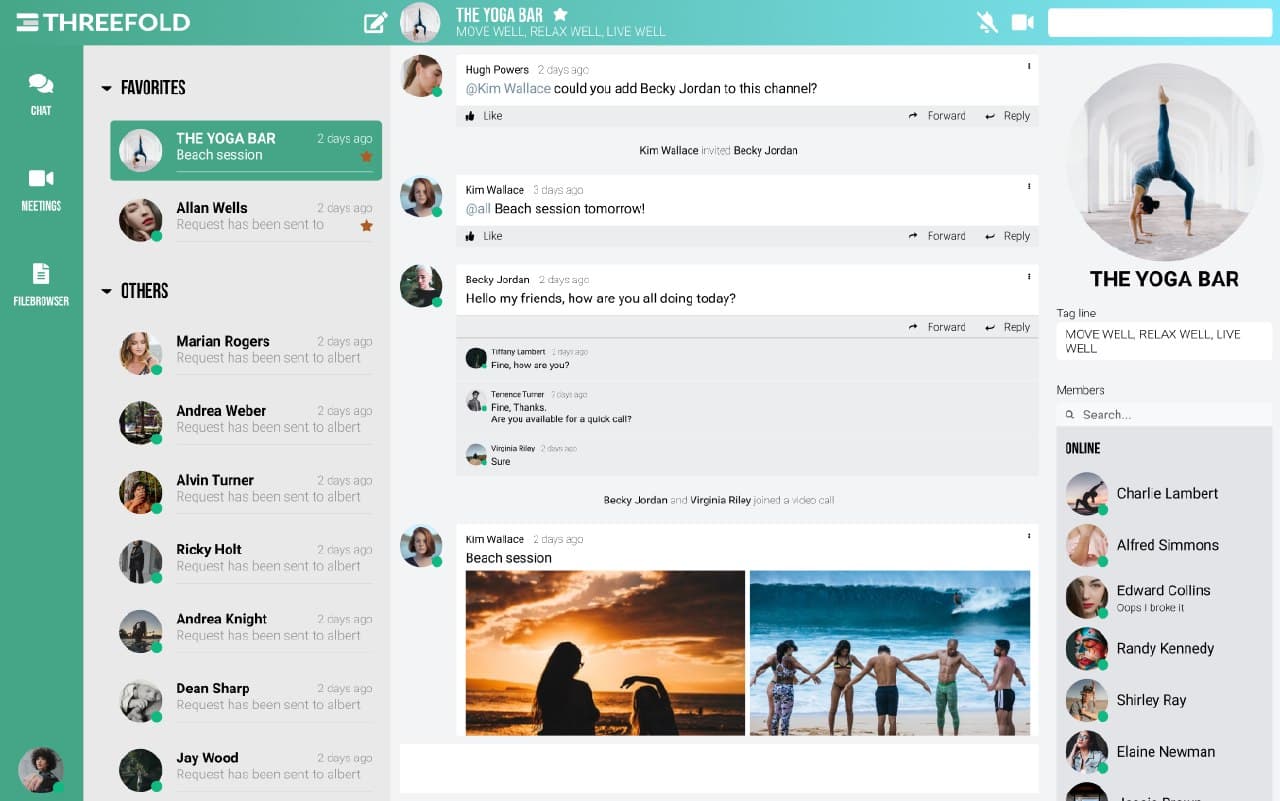 THREEFOLD
THE YOGA BAR
MOVE WELL, RELAX WELL, LIVE WELL
CHAT
MEETINGS
FILEBROWSER
FAVORITES
THE YOGA BAR 2 days ago
Beach session
Allan Wells 2 days ago
Request has been sent to
OTHERS
Marian Rogers 2 days ago
Request has been sent to albert
Andrea Weber 2 days ago
Request has been sent to albert
Alvin Turner 2 days ago
Request has been sent to albert
Ricky Holt 2 days ago
Request has been sent to albert
Andrea Knight 2 days ago
Request has been sent to albert
Dean Sharp 2 days ago
Request has been sent to albert
Jay Wood 2 days ago
Request has been sent to albert
Hugh Powers 2 days ago
@Kim Wallace could you add Becky Jordan to this channel?
Like Forward Reply
Kim Wallace invited Becky Jordan
Kim Wallace 3 days ago
@all Beach session tomorrow!
Like Forward Reply
Becky Jordan 2 days ago
Hello my friends, how are you all doing today?
Forward Reply
Tiffany Lambert 2 days ago
Fine, how are you?
Terrence Turner 2 days ago
Fine, Thanks.
Are you available for a quick call?
Virginia Riley 2 days ago
Sure
Becky Jordan and Virginia Riley joined a video call
Kim Wallace 2 days ago
Beach session
THE YOGA BAR
Tag line
MOVE WELL, RELAX WELL, LIVE
WELL
Members
Search...
ONLINE
Charlie Lambert
Alfred Simmons
Edward Collins
Oops I broke it
Randy Kennedy
Shirley Ray
Elaine Newman